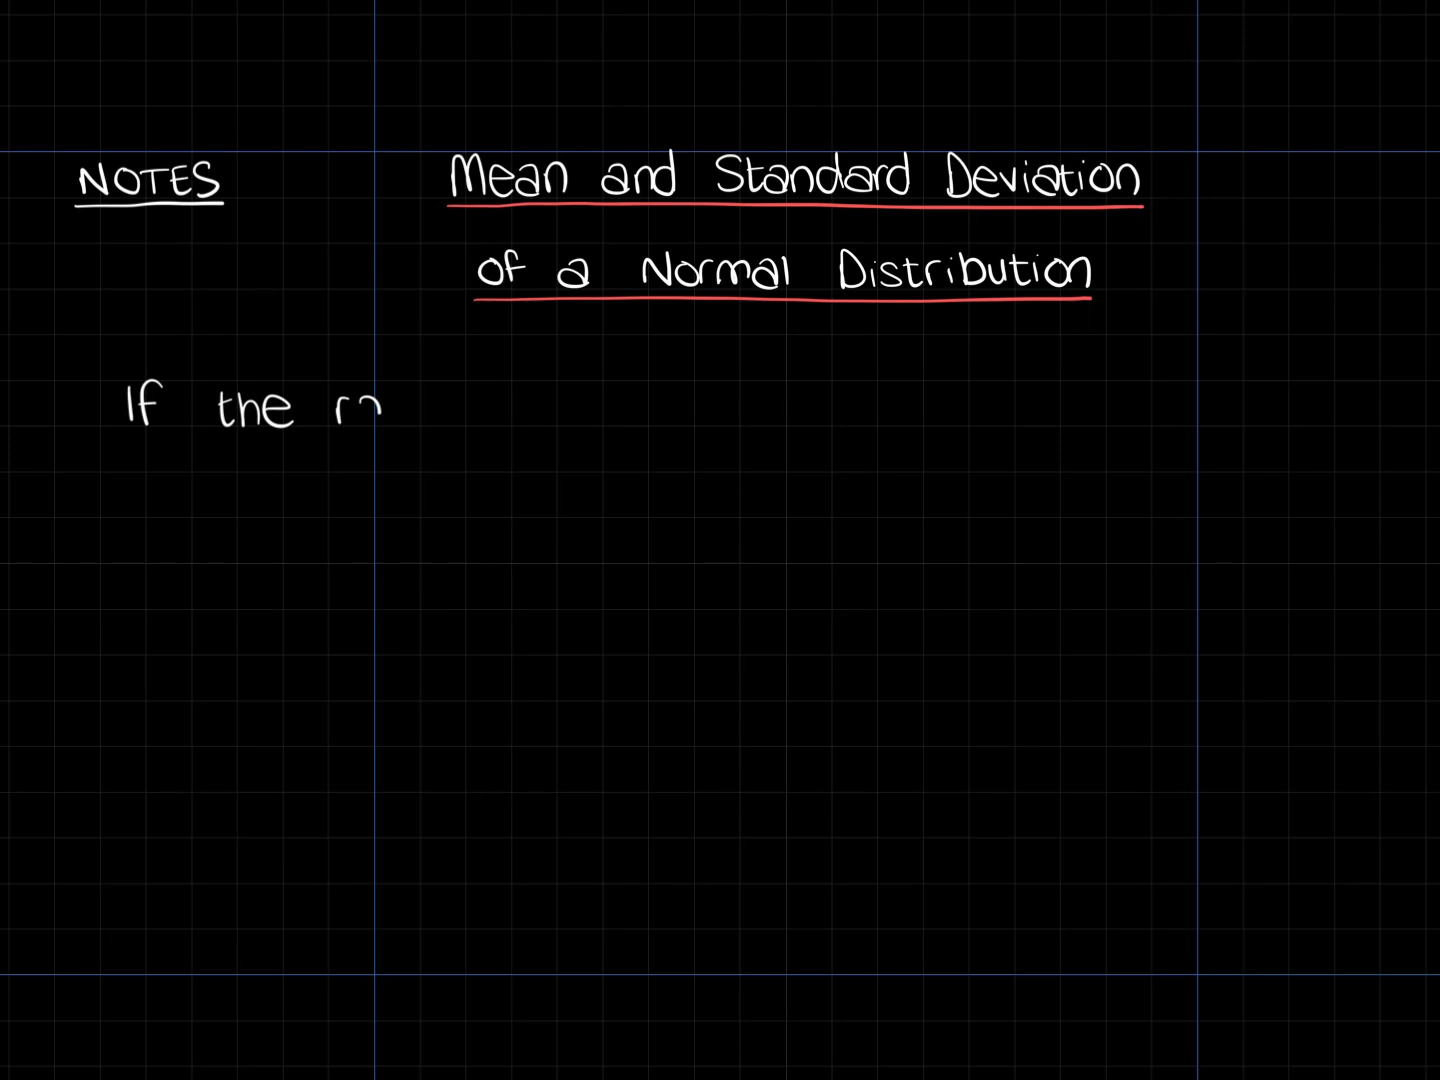 NOTES
Mean and Standard Deviation
of a Normal Distribution
If the